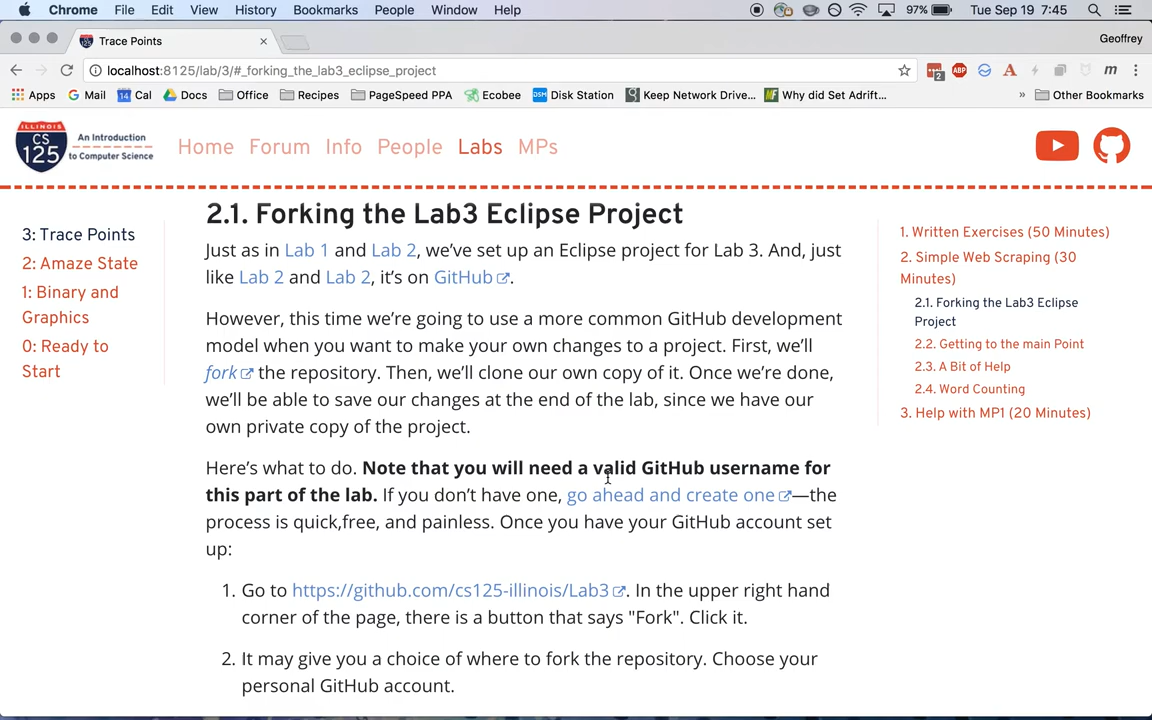 Chrome File Edit View History Bookmarks People Window Help 97% Tue Sep 19 7:45
Trace Points Geoffrey
localhost:8125/lab/3/#_forking_the_lab3_eclipse_project 2 ABP A m
Apps Mail 14 Cal Docs Office Recipes PageSpeed PPA Ecobee DSM Disk Station Keep Network Drive... Why did Set Adrift... » Other Bookmarks
ILLINOIS CS 125 An Introduction to Computer Science Home Forum Info People Labs MPs
3: Trace Points
2: Amaze State
1: Binary and
Graphics
0: Ready to
Start
2.1. Forking the Lab3 Eclipse Project
Just as in Lab 1 and Lab 2, we've set up an Eclipse project for Lab 3. And, just
like Lab 2 and Lab 2, it's on GitHub.
However, this time we're going to use a more common GitHub development
model when you want to make your own changes to a project. First, we'll
fork the repository. Then, we'll clone our own copy of it. Once we're done,
we'll be able to save our changes at the end of the lab, since we have our
own private copy of the project.
Here's what to do. Note that you will need a valid GitHub username for
this part of the lab. If you don't have one, go ahead and create one—the
process is quick,free, and painless. Once you have your GitHub account set
up:
1. Go to https://github.com/cs125-illinois/Lab3. In the upper right hand
corner of the page, there is a button that says "Fork". Click it.
2. It may give you a choice of where to fork the repository. Choose your
personal GitHub account.
1. Written Exercises (50 Minutes)
2. Simple Web Scraping (30
Minutes)
2.1. Forking the Lab3 Eclipse
Project
2.2. Getting to the main Point
2.3. A Bit of Help
2.4. Word Counting
3. Help with MP1 (20 Minutes)